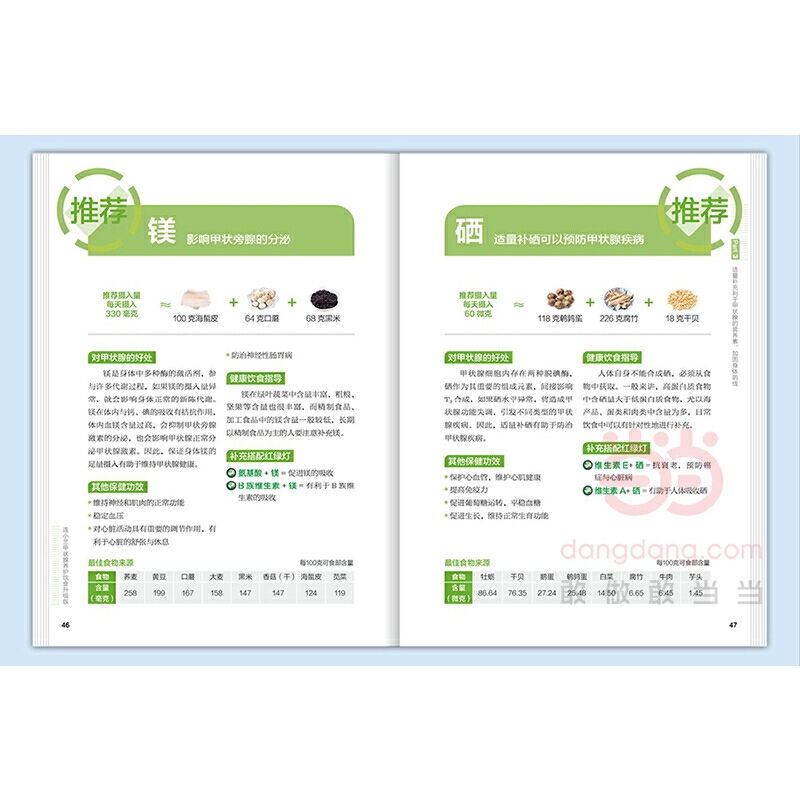 推荐
镁 影响甲状旁腺的分泌
推荐摄入量
每天摄入
330 毫克
≈
100 克海蜇皮
+
64 克口蘑
+
68 克黑米
对甲状腺的好处
镁是身体中多种酶的激活剂，参
与许多代谢过程，如果镁的摄入量异
常，就会影响身体正常的新陈代谢。
镁在体内与钙、碘的吸收有拮抗作用，
体内血镁含量过高，会抑制甲状旁腺
激素的分泌，也会影响甲状腺正常分
泌甲状腺激素。因此，保证身体镁的
足量摄入有助于维持甲状腺健康。
其他保健功效
维持神经和肌肉的正常功能
稳定血压
对心脏活动具有重要的调节作用，有
利于心脏的舒张与休息
防治神经性肠胃病
健康饮食指导
镁在绿叶蔬菜中含量丰富，粗粮、
坚果等含量也很丰富，而精制食品、
加工食品中的镁含量一般较低，长期
以精制食品为主的人要注意补充镁。
补充搭配红绿灯
氨基酸 + 镁 = 促进镁的吸收
B 族维生素 + 镁 = 有利于 B 族维
生素的吸收
最佳食物来源 每100克可食部含量
食物 荞麦 黄豆 口蘑 大麦 黑米 香菇（干） 海蜇皮 苋菜
含量（毫克） 258 199 167 158 147 147 124 119
46
推荐
硒 适量补硒可以预防甲状腺疾病
推荐摄入量
每天摄入
60 微克
≈
118 克鹌鹑蛋
+
226 克腐竹
+
18 克干贝
对甲状腺的好处
甲状腺细胞内存在两种脱碘酶，
硒作为其重要的组成元素，间接影响
T₃ 合成，如果硒水平异常，将造成甲
状腺功能失调，引发不同类型的甲状
腺疾病。因此，适量补硒有助于防治
甲状腺疾病。
其他保健功效
保护心血管，维护心肌健康
提高免疫力
促进葡萄糖运转，平稳血糖
促进生长，维持正常生育功能
健康饮食指导
人体自身不能合成硒，必须从食
物中获取。一般来讲，高蛋白质食物
中含硒量大于低蛋白质食物，尤以海
产品、蛋类和肉类中含量为多，日常
饮食中可以有针对性地进行补充。
补充搭配红绿灯
维生素 E+ 硒 = 抗衰老，预防癌
症与心脏病
维生素 A+ 硒 = 有助于人体吸收硒
最佳食物来源 每100克可食部含量
食物 牡蛎 干贝 鹅蛋 鹌鹑蛋 白菜 腐竹 牛肉 芋头
含量（微克） 86.64 76.35 27.24 25.48 14.50 6.65 6.45 1.45
47
适量补充利于甲状腺的营养素，加固身体防线
当当
dangdang.com
敢做敢当当